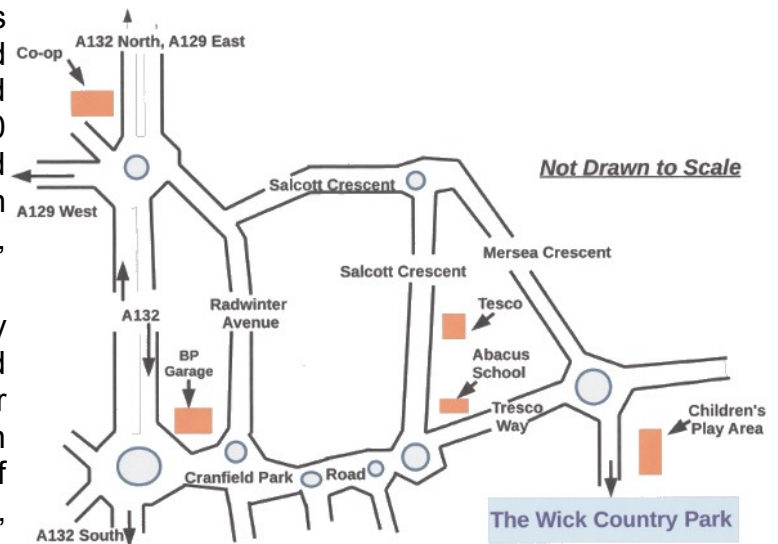 A132 North, A129 East
Co-op
Not Drawn to Scale
Salcott Crescent
A129 West
Mersea Crescent
Salcott Crescent
Radwinter
Avenue
A132
Tesco
BP
Garage
Abacus
School
Tresco
Way
Children's
Play Area
Cranfield Park
Road
The Wick Country Park
A132 South